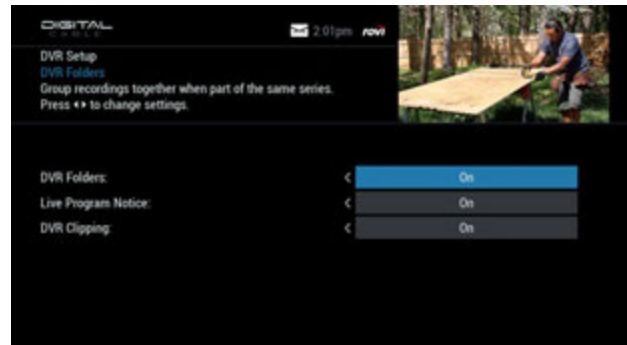 DIGITAL
CABLE
2:01pm rovi
DVR Setup
DVR Folders
Group recordings together when part of the same series.
Press ◂▸ to change settings.
DVR Folders: < On
Live Program Notice: < On
DVR Clipping: < On